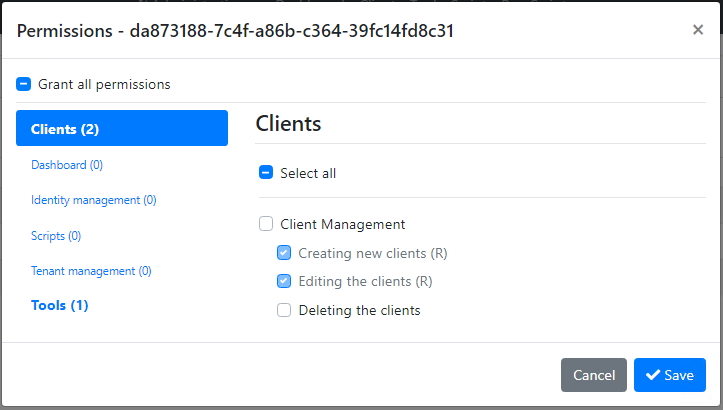 Permissions - da873188-7c4f-a86b-c364-39fc14fd8c31
×
Grant all permissions
Clients (2)
Dashboard (0)
Identity management (0)
Scripts (0)
Tenant management (0)
Tools (1)
Clients
Select all
Client Management
Creating new clients (R)
Editing the clients (R)
Deleting the clients
Cancel
Save